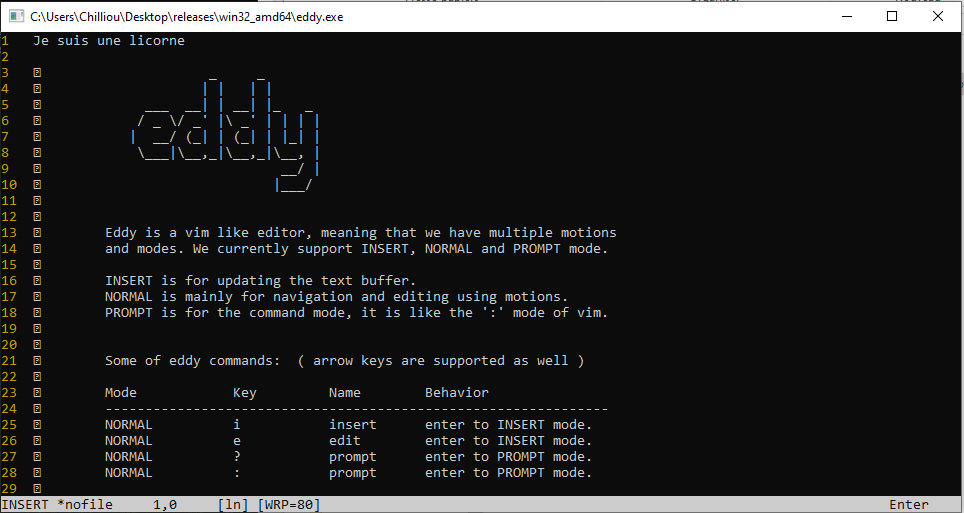 C:\Users\Chilliou\Desktop\releases\win32_amd64\eddy.exe
1 Je suis une licorne
2
3
4
5
6
7
8
9
10
11
12
13 Eddy is a vim like editor, meaning that we have multiple motions
14 and modes. We currently support INSERT, NORMAL and PROMPT mode.
15
16 INSERT is for updating the text buffer.
17 NORMAL is mainly for navigation and editing using motions.
18 PROMPT is for the command mode, it is like the ':' mode of vim.
19
20
21 Some of eddy commands:  ( arrow keys are supported as well )
22
23 Mode Key Name Behavior
24 ---------------------------------------------------------------
25 NORMAL i insert enter to INSERT mode.
26 NORMAL e edit enter to INSERT mode.
27 NORMAL ? prompt enter to PROMPT mode.
28 NORMAL : prompt enter to PROMPT mode.
29
INSERT *nofile 1,0 [ln] [WRP=80] Enter